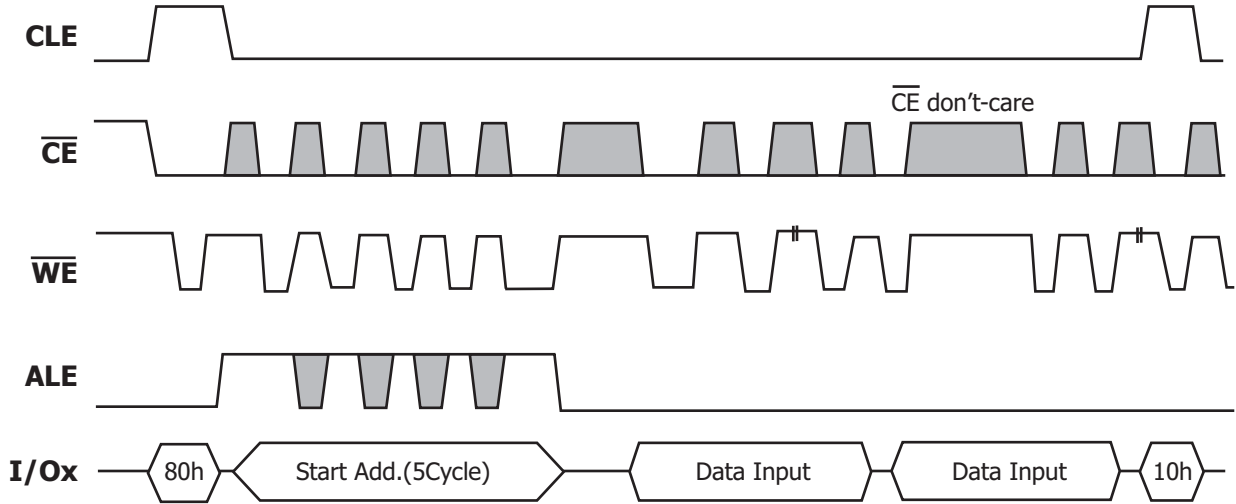 CLE
CE don't-care
CE
WE
ALE
I/Ox 80h Start Add.(5Cycle) Data Input Data Input 10h